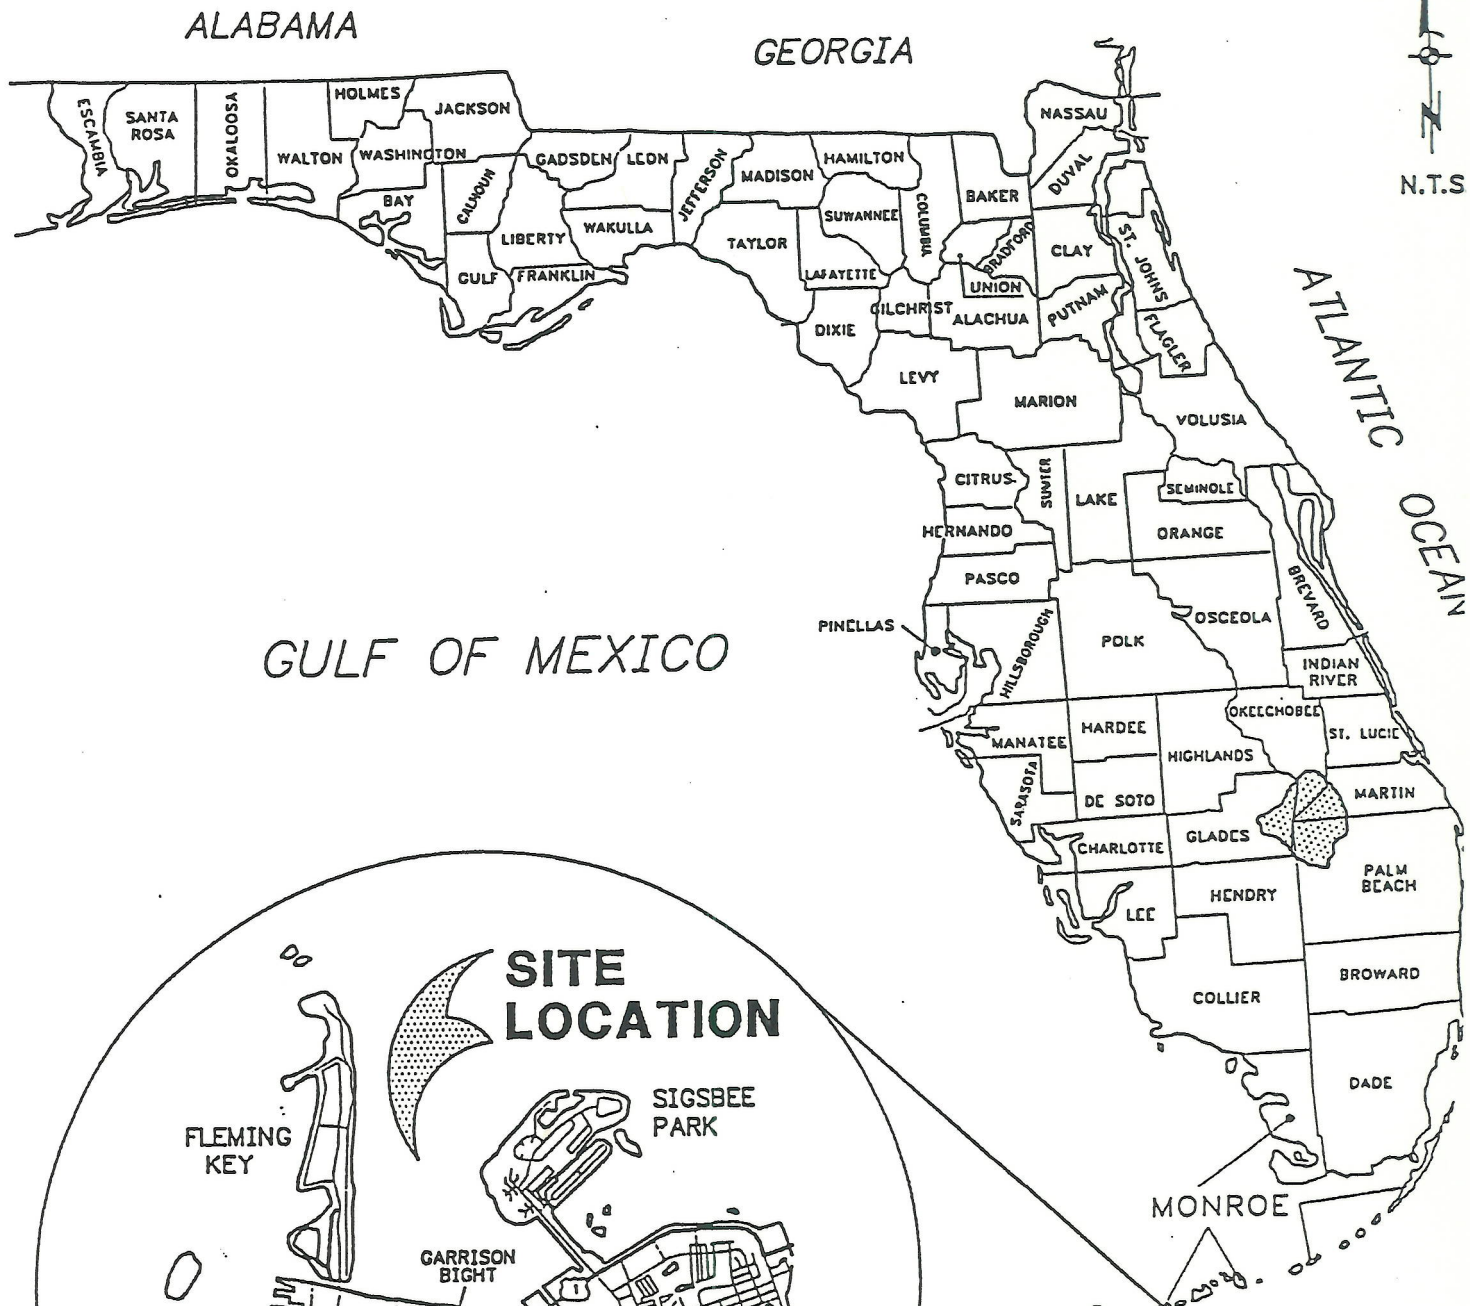 ALABAMA
GEORGIA
N
N.T.S
ESCAMBIA
SANTA
ROSA
OKALOOSA
WALTON
HOLMES
WASHINGTON
JACKSON
BAY
CALHOUN
GULF
GADSDEN
LIBERTY
FRANKLIN
LEON
WAKULLA
JEFFERSON
MADISON
TAYLOR
HAMILTON
SUWANNEE
LAFAYETTE
DIXIE
COLUMBIA
GILCHRIST
BAKER
BRADFORD
UNION
ALACHUA
NASSAU
DUVAL
CLAY
ST. JOHNS
PUTNAM
FLAGLER
LEVY
MARION
VOLUSIA
ATLANTIC
OCEAN
CITRUS
SUMTER
LAKE
SEMINOLE
ORANGE
HERNANDO
PASCO
PINELLAS
HILLSBOROUGH
POLK
OSCEOLA
BREVARD
INDIAN
RIVER
GULF OF MEXICO
MANATEE
HARDEE
HIGHLANDS
OKEECHOBEE
ST. LUCIE
SARASOTA
DE SOTO
MARTIN
CHARLOTTE
GLADES
PALM
BEACH
LEE
HENDRY
COLLIER
BROWARD
DADE
MONROE
SITE
LOCATION
FLEMING
KEY
SIGSBEE
PARK
GARRISON
BIGHT